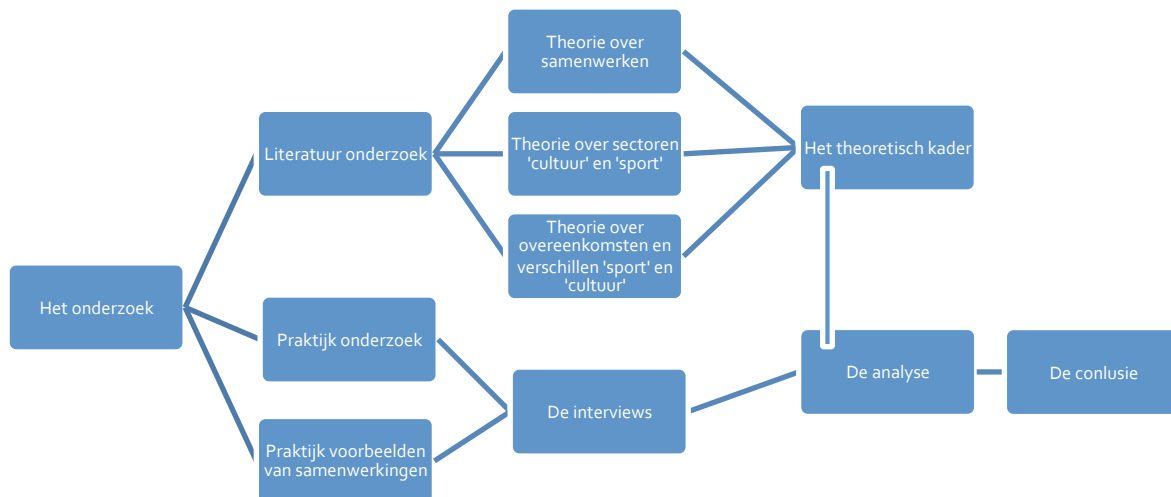 Theorie over
samenwerken
Literatuur onderzoek
Theorie over sectoren
'cultuur' en 'sport'
Het theoretisch kader
Theorie over
overeenkomsten en
verschillen 'sport' en
'cultuur'
Het onderzoek
Praktijk onderzoek
De interviews
De analyse
De conlusie
Praktijk voorbeelden
van samenwerkingen